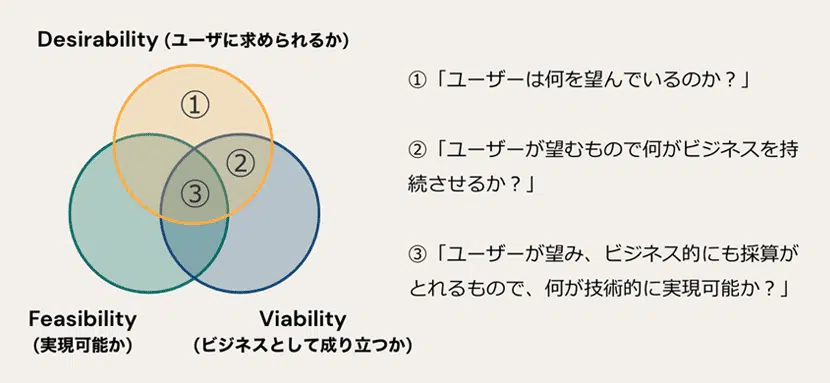 Desirability (ユーザに求められるか)
①
②
③
Feasibility
(実現可能か)
Viability
(ビジネスとして成り立つか)
①「ユーザーは何を望んでいるのか？」
②「ユーザーが望むもので何がビジネスを持
続させるか？」
③「ユーザーが望み、ビジネス的にも採算が
とれるもので、何が技術的に実現可能か？」